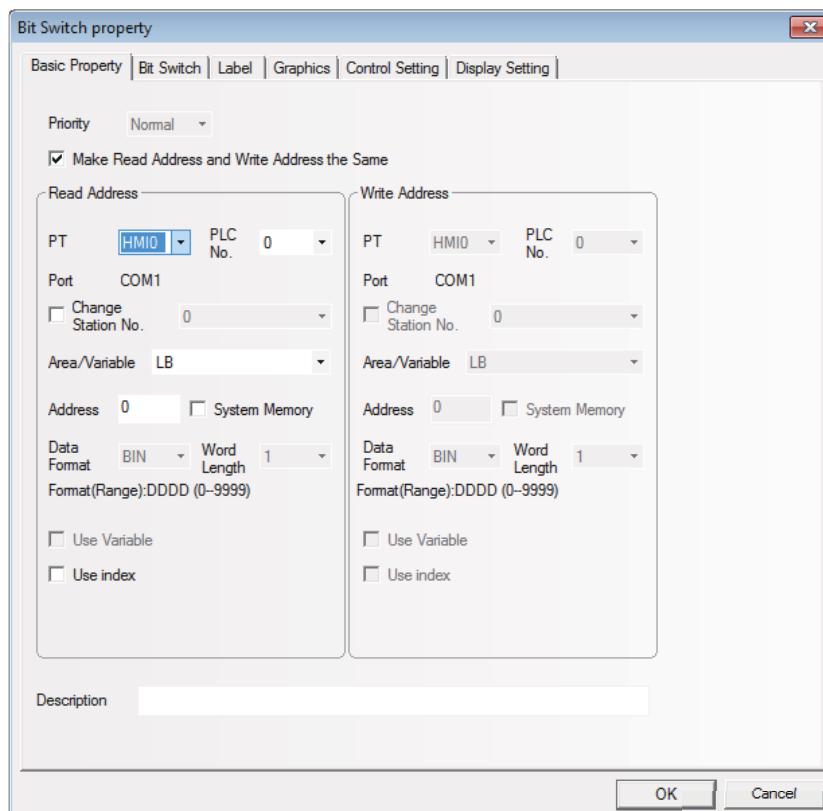 Bit Switch property
Basic Property Bit Switch Label Graphics Control Setting Display Setting
Priority Normal
Make Read Address and Write Address the Same
Read Address
PT HMI0 PLC No. 0
Port COM1
Change Station No. 0
Area/Variable LB
Address 0 System Memory
Data Format BIN Word Length 1
Format(Range):DDDD (0--9999)
Use Variable
Use index
Write Address
PT HMI0 PLC No. 0
Port COM1
Change Station No. 0
Area/Variable LB
Address 0 System Memory
Data Format BIN Word Length 1
Format(Range):DDDD (0--9999)
Use Variable
Use index
Description
OK Cancel